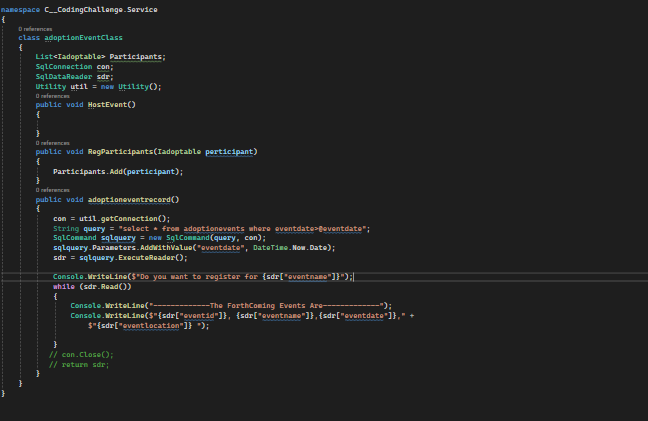 namespace C__CodingChallenge.Service
{
0 references
class adoptionEventClass
{
List<Iadoptable> Participants;
SqlConnection con;
SqlDataReader sdr;
Utility util = new Utility();
0 references
public void HostEvent()
{
}
0 references
public void RegParticipants(Iadoptable perticipant)
{
Participants.Add(perticipant);
}
0 references
public void adoptioneventrecord()
{
con = util.getConnection();
String query = "select * from adoptionevents where eventdate>@eventdate";
SqlCommand sqlquery = new SqlCommand(query, con);
sqlquery.Parameters.AddWithValue("eventdate", DateTime.Now.Date);
sdr = sqlquery.ExecuteReader();
Console.WriteLine($"Do you want to register for {sdr["eventname"]}");
while (sdr.Read())
{
Console.WriteLine("-------------The ForthComing Events Are-------------");
Console.WriteLine($"{sdr["eventid"]}, {sdr["eventname"]},{sdr["eventdate"]}," +
$"{sdr["eventlocation"]} ");
}
// con.Close();
// return sdr;
}
}
}